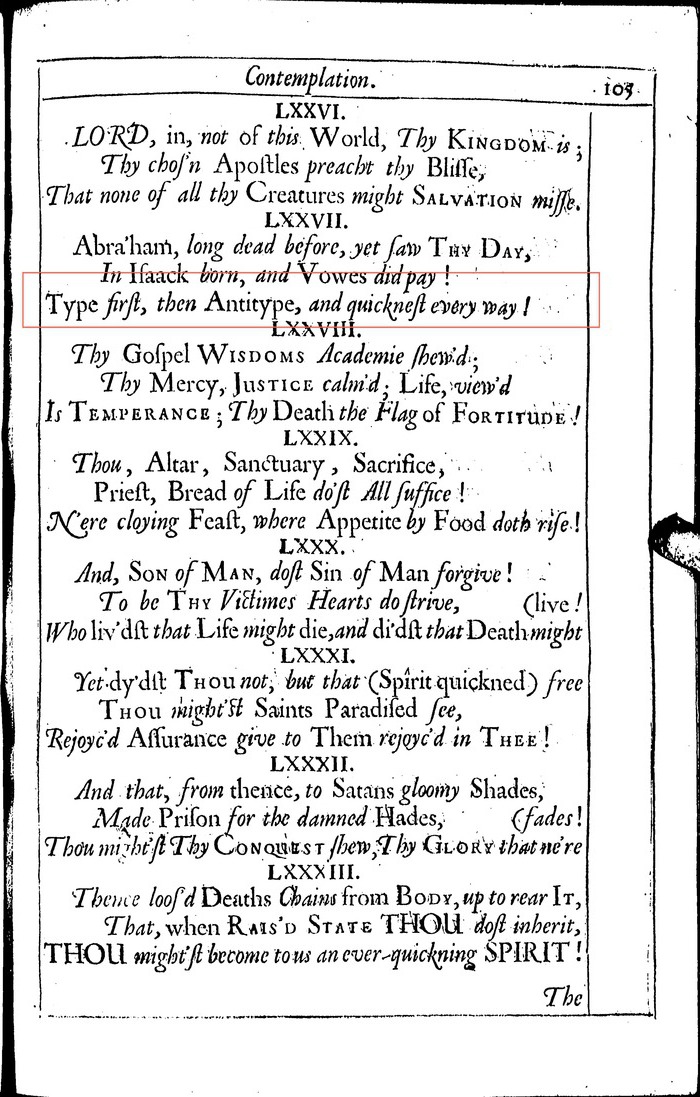 Contemplation. 105
LXXVI.
LORD, in, not of this World, Thy KINGDOM is;
Thy choſ'n Apoſtles preacht thy Bliſſe,
That none of all thy Creatures might SALVATION miſſe.
LXXVII.
Abra'ham, long dead before, yet ſaw THY DAY,
In Iſaack born, and Vowes did pay!
Type firſt, then Antitype, and quickneſt every way!
LXXVIII.
Thy Goſpel WISDOMS Academie ſhew'd;
Thy Mercy, JUSTICE calm'd; Life, view'd
Is TEMPERANCE; Thy Death the Flag of FORTITUDE!
LXXIX.
Thou, Altar, Sanctuary, Sacrifice,
Prieſt, Bread of Life do'ſt All ſuffice!
N'ere cloying Feaſt, where Appetite by Food doth riſe!
LXXX.
And, SON of MAN, doſt Sin of Man forgive!
To be THY Victimes Hearts do ſtrive, (live!
Who liv'dſt that Life might die, and di'dſt that Death might
LXXXI.
Yet dy'dſt THOU not, but that (Spirit quickned) free
THOU might'ſt Saints Paradiſed ſee,
Rejoyc'd Aſſurance give to Them rejoyc'd in THEE!
LXXXII.
And that, from thence, to Satans gloomy Shades,
Made Priſon for the damned Hades, (fades!
Thou might'ſt Thy CONQUEST ſhew, Thy GLORY that ne're
LXXXIII.
Thence looſ'd Deaths Chains from BODY, up to rear IT,
That, when RAIS'D STATE THOU doſt inherit,
THOU might'ſt become to us an ever-quickning SPIRIT!
The